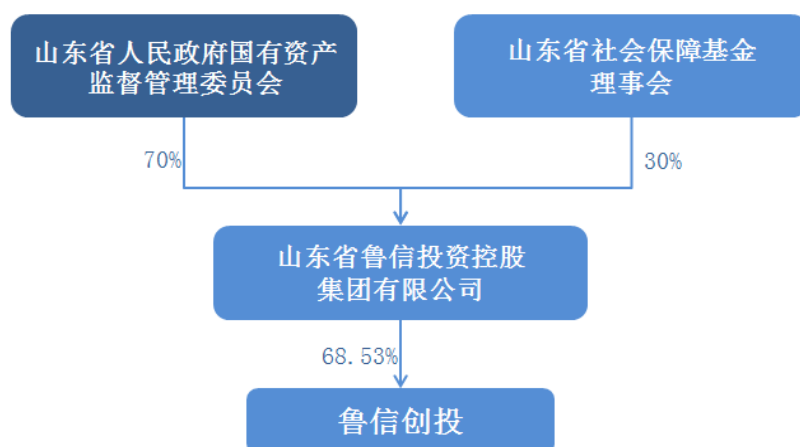 山东省人民政府国有资产
监督管理委员会
山东省社会保障基金
理事会
70%
30%
山东省鲁信投资控股
集团有限公司
68.53%
鲁信创投